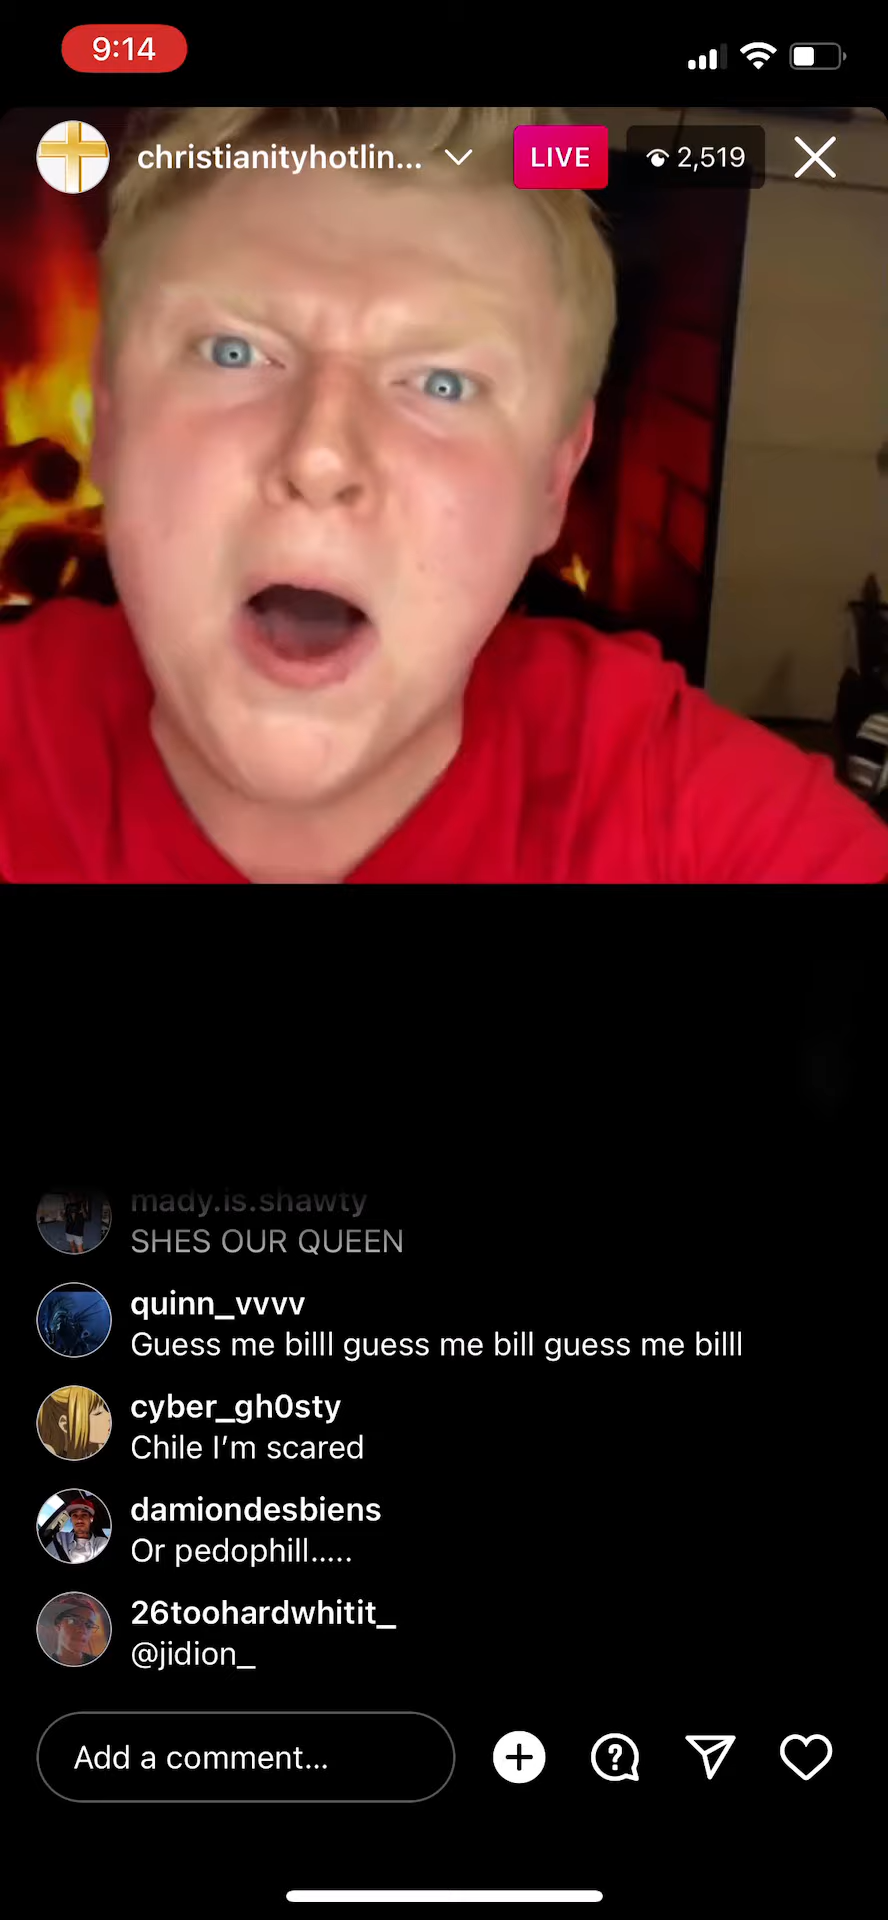 9:14
christianityhotlin...
LIVE
2,519
mady.is.shawty
SHES OUR QUEEN
quinn_vvvv
Guess me billl guess me bill guess me billl
cyber_gh0sty
Chile I’m scared
damiondesbiens
Or pedophill.....
26toohardwhitit_
@jidion_
Add a comment...